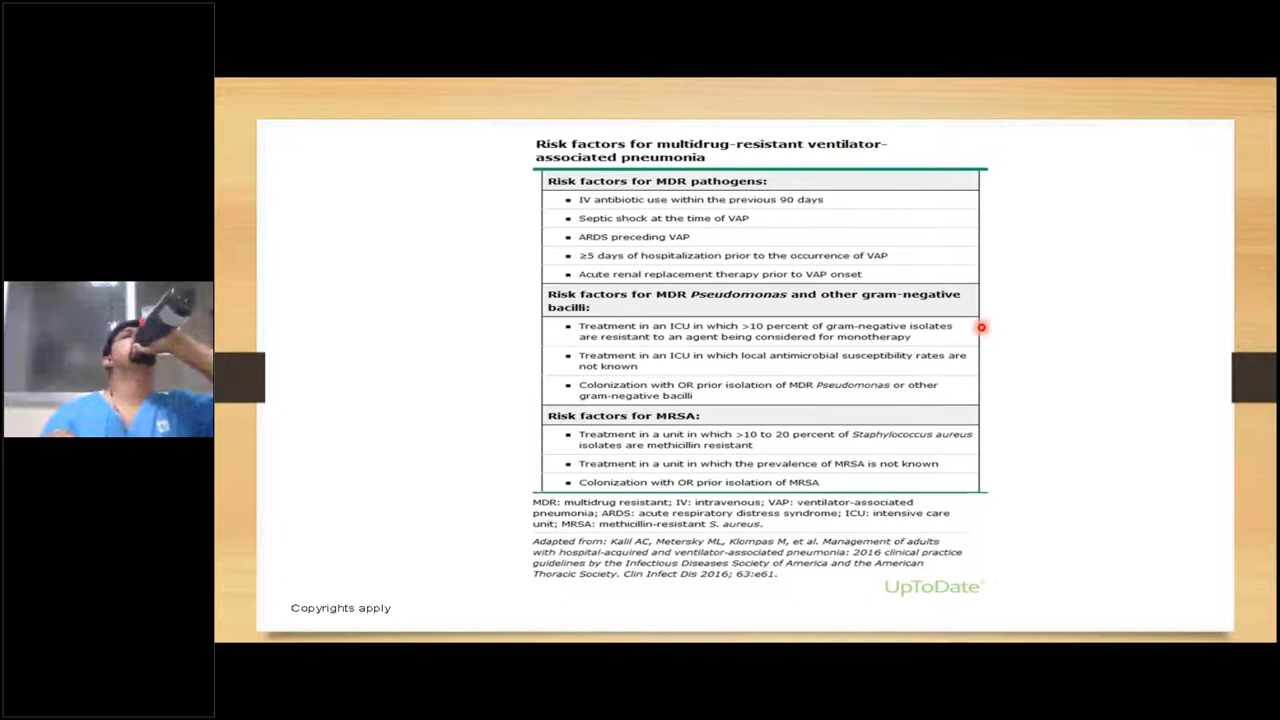 Risk factors for multidrug-resistant ventilator-
associated pneumonia
Risk factors for MDR pathogens:
▪ IV antibiotic use within the previous 90 days
▪ Septic shock at the time of VAP
▪ ARDS preceding VAP
▪ ≥5 days of hospitalization prior to the occurrence of VAP
▪ Acute renal replacement therapy prior to VAP onset
Risk factors for MDR Pseudomonas and other gram-negative
bacilli:
▪ Treatment in an ICU in which >10 percent of gram-negative isolates
are resistant to an agent being considered for monotherapy
▪ Treatment in an ICU in which local antimicrobial susceptibility rates are
not known
▪ Colonization with OR prior isolation of MDR Pseudomonas or other
gram-negative bacilli
Risk factors for MRSA:
▪ Treatment in a unit in which >10 to 20 percent of Staphylococcus aureus
isolates are methicillin resistant
▪ Treatment in a unit in which the prevalence of MRSA is not known
▪ Colonization with OR prior isolation of MRSA
MDR: multidrug resistant; IV: intravenous; VAP: ventilator-associated
pneumonia; ARDS: acute respiratory distress syndrome; ICU: intensive care
unit; MRSA: methicillin-resistant S. aureus.
Adapted from: Kalil AC, Metersky ML, Klompas M, et al. Management of adults
with hospital-acquired and ventilator-associated pneumonia: 2016 clinical practice
guidelines by the Infectious Diseases Society of America and the American
Thoracic Society. Clin Infect Dis 2016; 63:e61.
UpToDate®
Copyrights apply